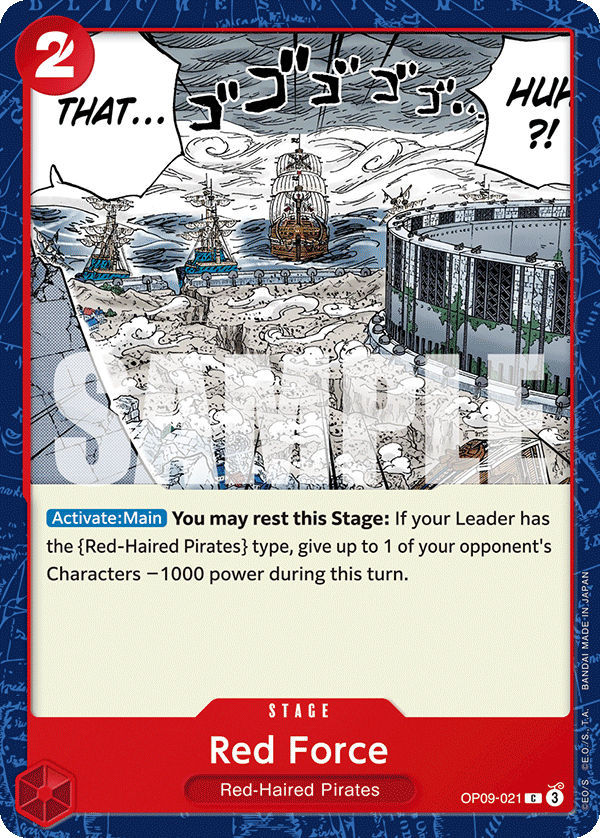 2
THAT...
ゴゴゴゴゴ...
HUH
?!
SAMPLE
Activate:Main You may rest this Stage: If your Leader has
the {Red-Haired Pirates} type, give up to 1 of your opponent's
Characters −1000 power during this turn.
STAGE
Red Force
Red-Haired Pirates
OP09-021 C 3
©E.O./S. ©E.O./S.,T.A. BANDAI MADE IN JAPAN